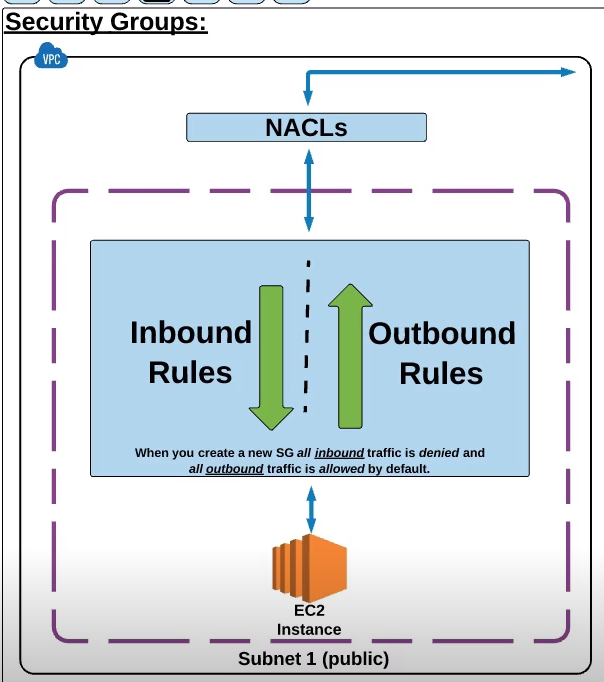 Security Groups:
VPC
NACLs
Inbound
Rules
Outbound
Rules
When you create a new SG all inbound traffic is denied and
all outbound traffic is allowed by default.
EC2
Instance
Subnet 1 (public)